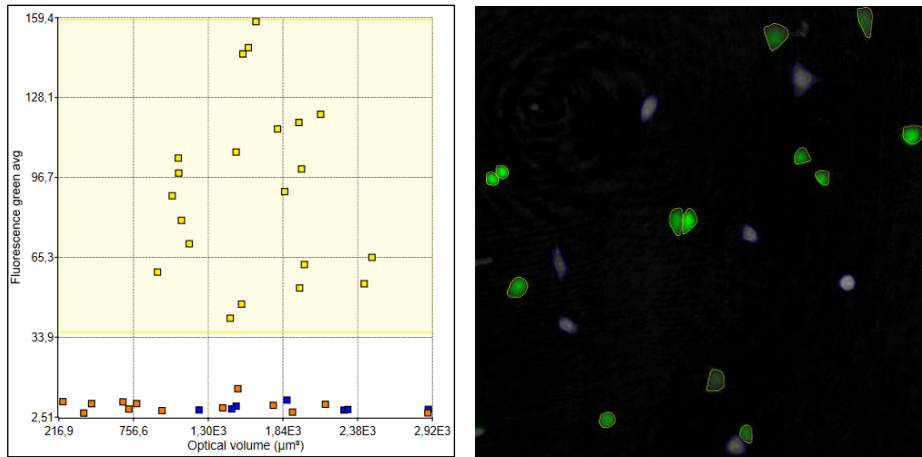 159,4
128,1
96,7
65,3
33,9
2,51
Fluorescence green avg
216,9 756,6 1,30E3 1,84E3 2,38E3 2,92E3
Optical volume (µm³)